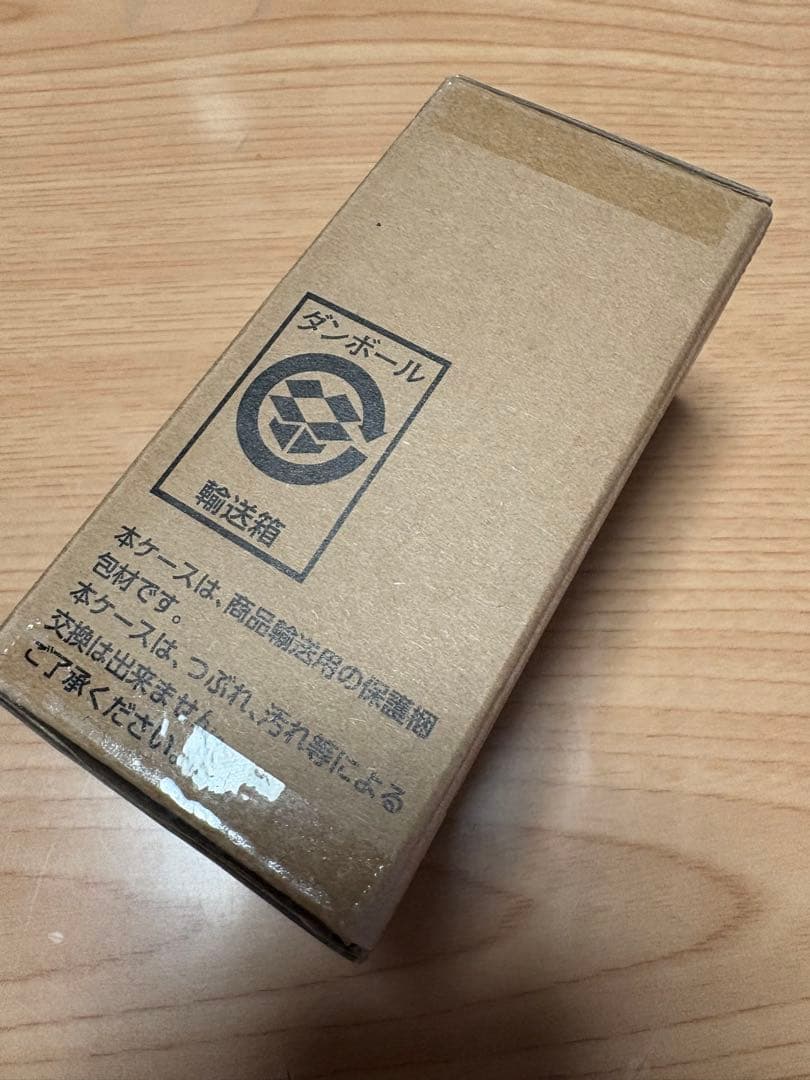 ダンボール
輸送箱
本ケースは、商品輸送用の保護梱
包材です。
本ケースは、つぶれ、汚れ等による
交換は出来ません
ご了承ください。